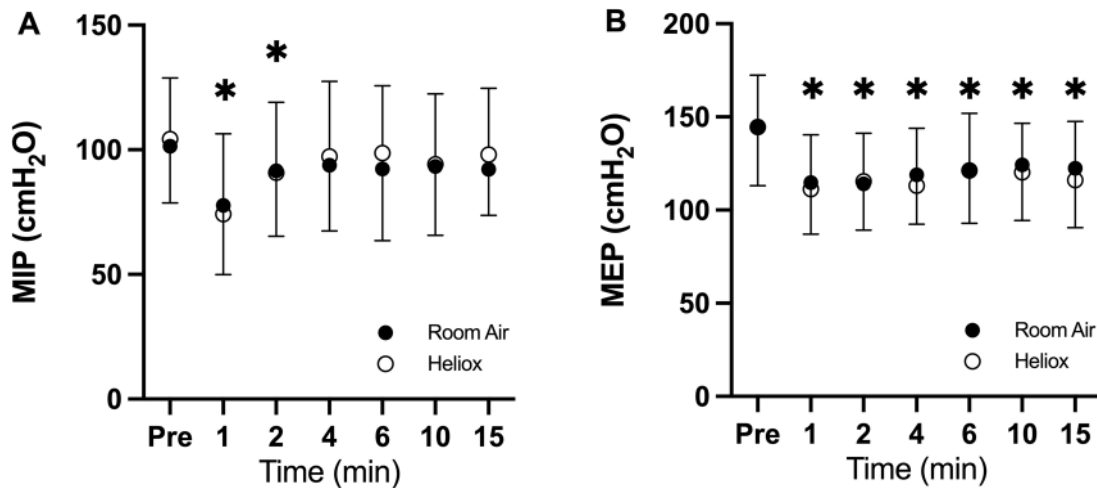 A
MIP (cmH₂O)
150
100
50
0
✱
✱
Room Air
Heliox
Pre 1 2 4 6 10 15
Time (min)
B
MEP (cmH₂O)
200
150
100
50
0
✱ ✱ ✱ ✱ ✱ ✱
Room Air
Heliox
Pre 1 2 4 6 10 15
Time (min)